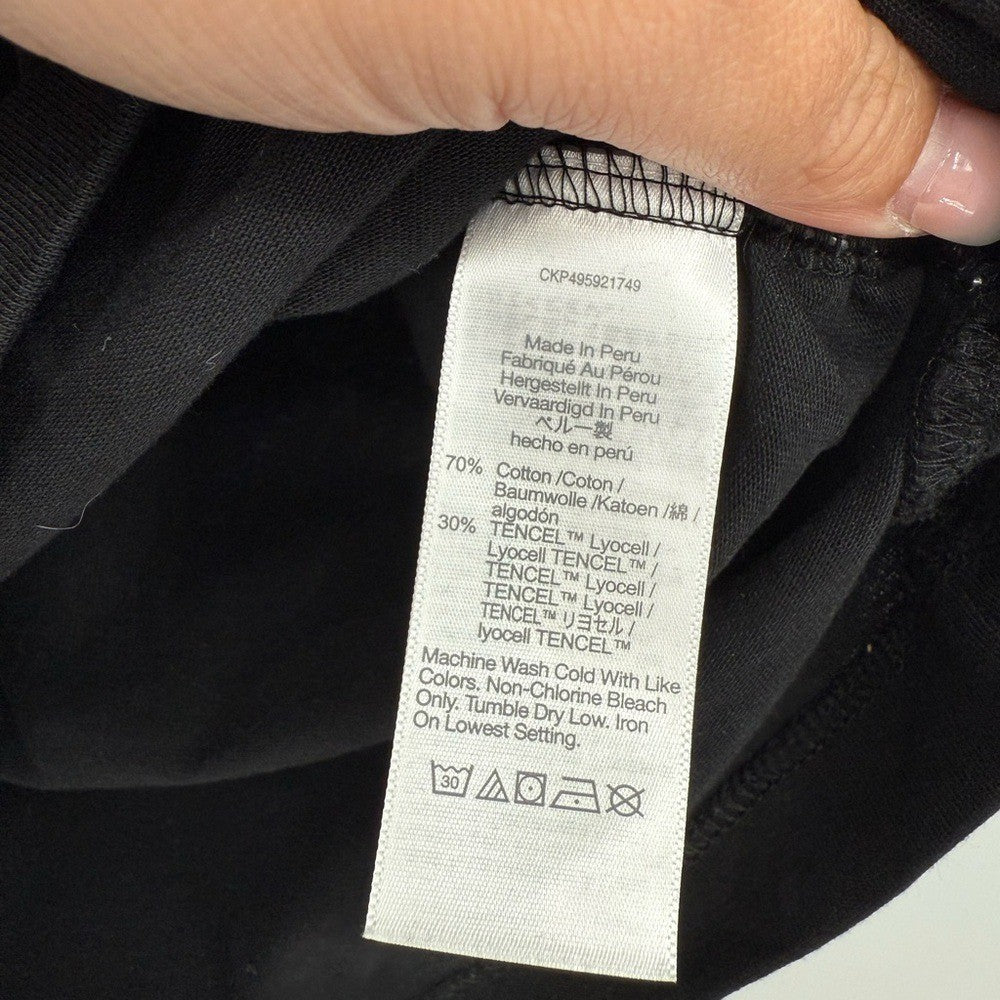 CKP495921749
Made In Peru
Fabriqué Au Pérou
Hergestellt In Peru
Vervaardigd In Peru
ペルー製
hecho en perú
70% Cotton /Coton /
Baumwolle /Katoen /綿 /
algodón
30% TENCEL™ Lyocell /
Lyocell TENCEL™ /
TENCEL™ Lyocell /
TENCEL™ Lyocell /
TENCEL™ リヨセル /
lyocell TENCEL™
Machine Wash Cold With Like
Colors. Non-Chlorine Bleach
Only. Tumble Dry Low. Iron
On Lowest Setting.
30